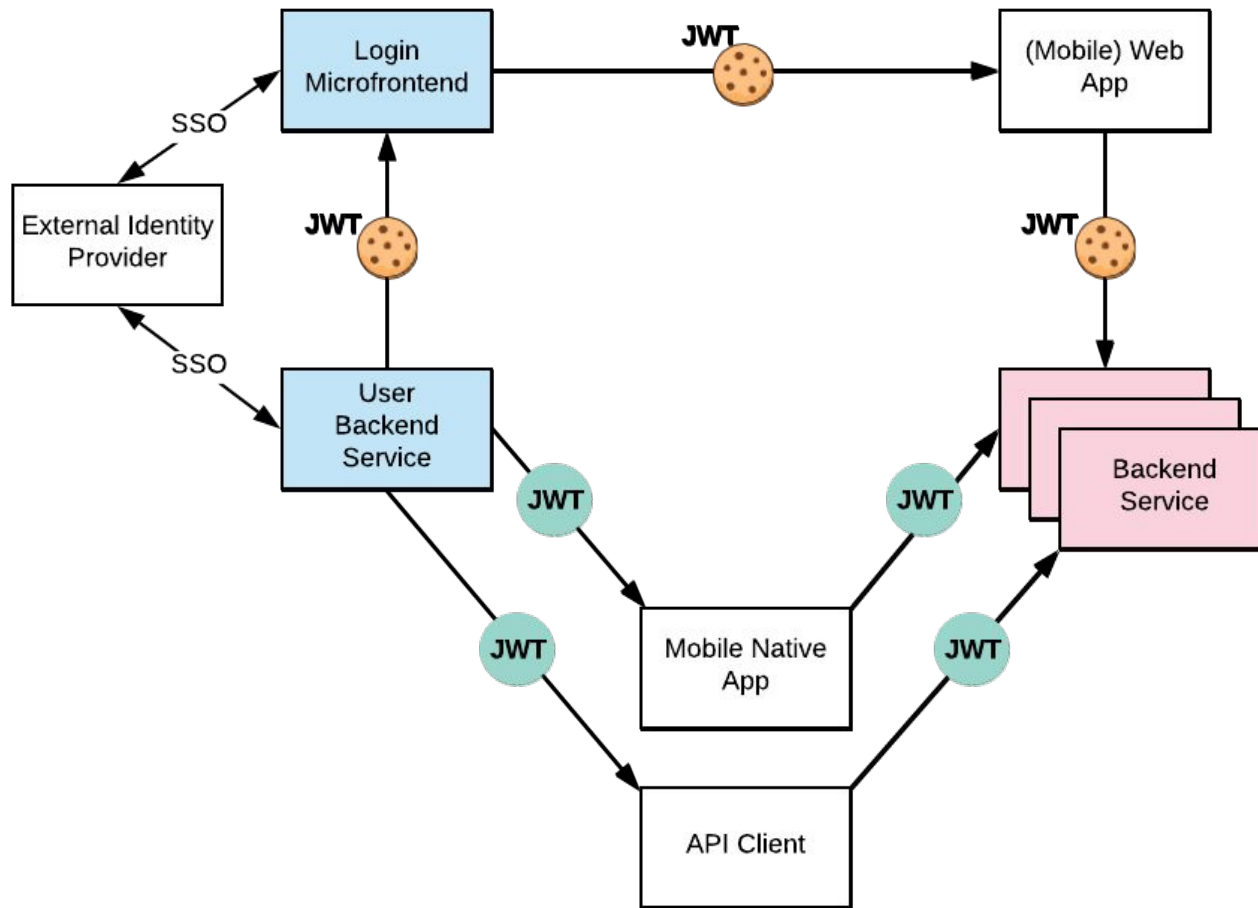 Login
Microfrontend
JWT
(Mobile) Web
App
SSO
External Identity
Provider
JWT
JWT
SSO
User
Backend
Service
Backend
Service
JWT
JWT
JWT
JWT
Mobile Native
App
API Client